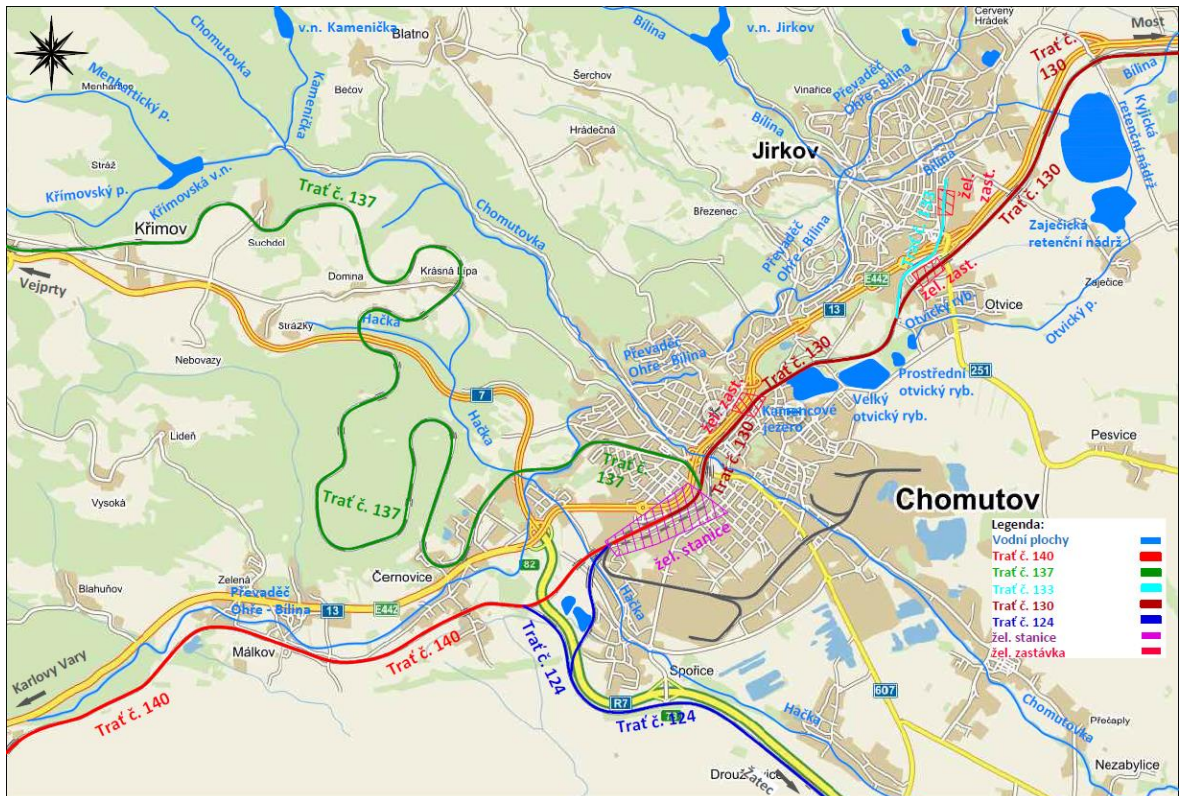 v.n. Kamenička
Blatno
Chomutovka
Kamenička
Menhartický p.
Bečov
Šerchov
Hrádečná
Stráž
Křimovský p.
Křimovská v.n.
Bílina
v.n. Jirkov
Červený
Hrádek
Most
Trať č.
130
Bílina
Převaděč
Ohře - Bílina
Vinařice
Kyjická
retenční nádrž
Bílina
Jirkov
Bílina
žel.
zast.
Trať č. 130
Březenec
Převaděč
Ohře - Bílina
Zaječická
retenční nádrž
Zaječice
Trať č. 137
Křimov
Suchdol
Domna
Krásná Lípa
Chomutovka
Vejprty
Strážky
Hačka
Nebovazy
E442
13
žel. zast.
Otvice
Otvický ryb.
Otvický p.
Převaděč
Ohře - Bílina
Trať č. 130
Prostřední
otvický ryb.
251
Velký
otvický ryb.
Kamencové
jezero
žel. zast.
Trať č. 130
7
Hačka
Lideň
Vysoká
Trať č. 137
Trať č.
137
Pesvice
Chomutov
žel. stanice
Legenda:
Vodní plochy
Trať č. 140
Trať č. 137
Trať č. 133
Trať č. 130
Trať č. 124
žel. stanice
žel. zastávka
Blahuňov
Zelená
Černovice
82
Převaděč
Ohře - Bílina
13
E442
Málkov
Trať č. 140
Hačka
Karlovy Vary
Trať č. 140
Trať č. 124
Spořice
R7
Trať č. 124
607
Hačka
Chomutovka
Přečaply
Nezabylice
Žatec